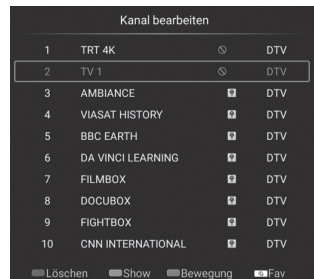 Kanal bearbeiten
1 TRT 4K DTV
2 TV 1 DTV
3 AMBIANCE DTV
4 VIASAT HISTORY DTV
5 BBC EARTH DTV
6 DA VINCI LEARNING DTV
7 FILMBOX DTV
8 DOCUBOX DTV
9 FIGHTBOX DTV
10 CNN INTERNATIONAL DTV
Löschen Show Bewegung Fav